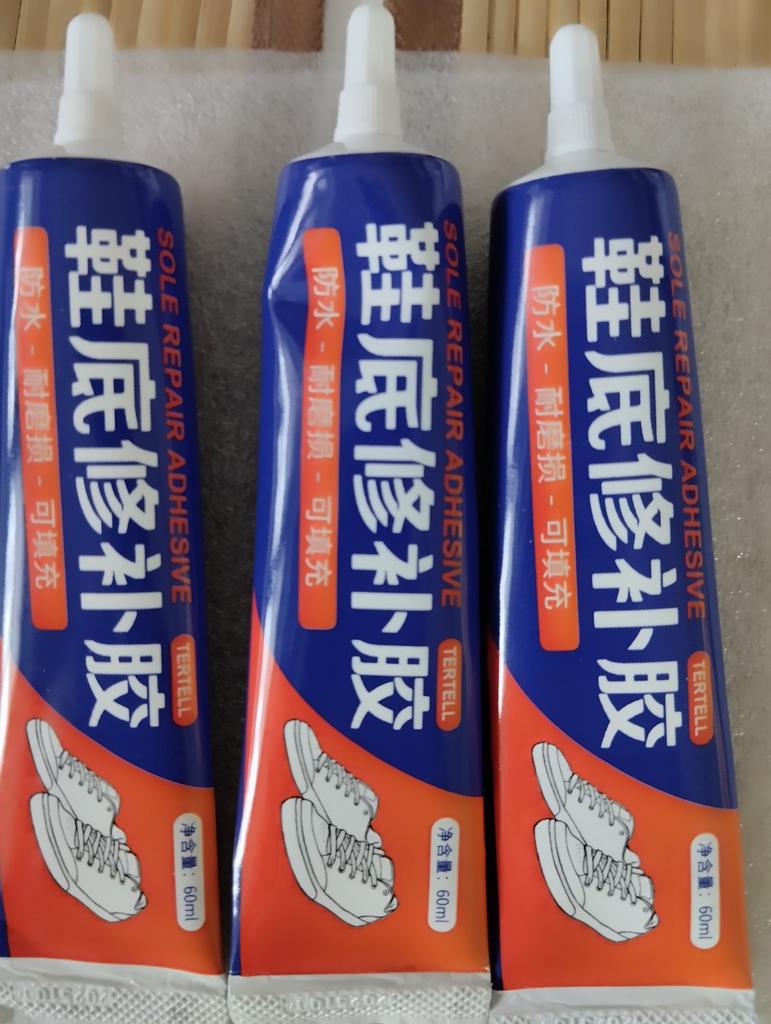 SOLE REPAIR ADHESIVE
鞋底修补胶
防水 - 耐磨损 - 可填充
TERTELL
净含量：60ml
SOLE REPAIR ADHESIVE
鞋底修补胶
防水 - 耐磨损 - 可填充
TERTELL
净含量：60ml
SOLE REPAIR ADHESIVE
鞋底修补胶
防水 - 耐磨损 - 可填充
TERTELL
净含量：60ml